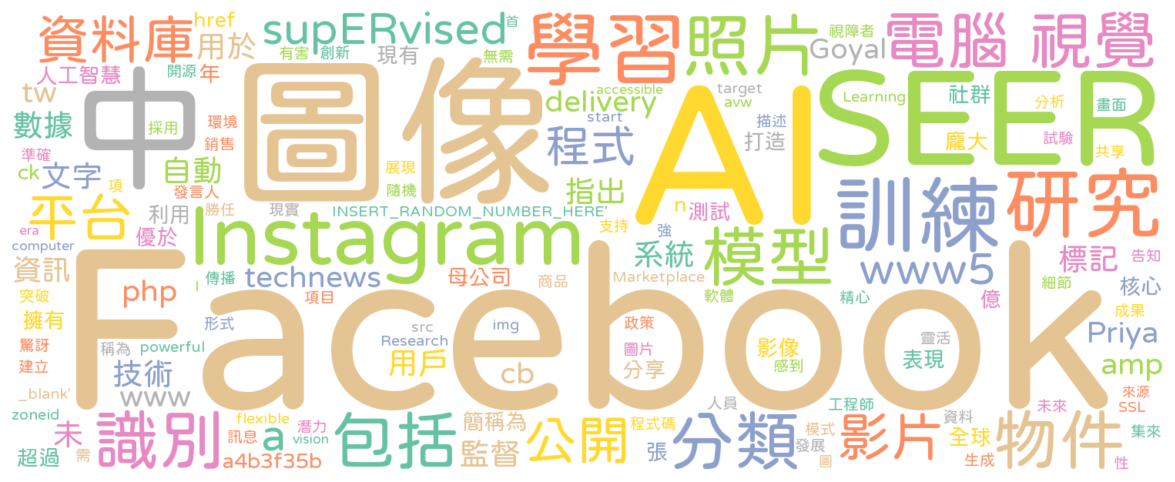 href supERvised 首
資料庫 用於 有害 創新 現有 無需 學習 照片 視障者 Goyal 電腦 視覺
人工智慧 開源 年 圖像 accessible target avw AI Learning SEER 社群 分析 畫面
tw 中 delivery start 描述
數據 採用 環境 銷售 程式 打造 龐大 試驗 共享
準確 ck 文字 項 自動 展現 隨機 指出
發言人 利用 勝任 現實 INSERT_RANDOM_NUMBER_HERE' n 測試 訓練 研究
era 平台 優於 Instagram 支持 強 系統 模型 標記 告知
computer 資訊 傳播 technews 母公司 商品 Marketplace www5 核心
突破 擁有 php l 項目 軟體 精心 億 細節 成果
驚訝 形式 Facebook src img 政策 Priya
建立 稱為 powerful Research 圖片 影像 靈活
_blank' 技術 www 用戶 cb 分享 感到 表現 amp
zoneid flexible 潛力 簡稱為 人員 工程師 資料 未來 來源 SSL
未 識別 訊息 a vision 包括 公開 程式碼 分類 模式 影片 全球 物件 集來
超過 需 a4b3f35b 監督 張 發展 圖 生成 性